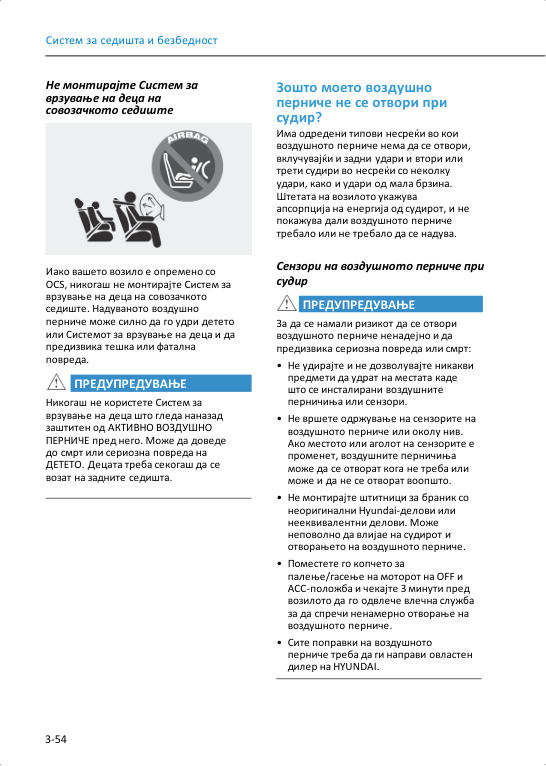 Систем за седишта и безбедност
Не монтирајте Систем за
врзување на деца на
совозачкото седиште
AIRBAG
Иако вашето возило е опремено со
OCS, никогаш не монтирајте Систем за
врзување на деца на совозачкото
седиште. Надуваното воздушно
перниче може силно да го удри детето
или Системот за врзување на деца и да
предизвика тешка или фатална
повреда.
ПРЕДУПРЕДУВАЊЕ
Никогаш не користете Систем за
врзување на деца што гледа наназад
заштитен од АКТИВНО ВОЗДУШНО
ПЕРНИЧЕ пред него. Може да доведе
до смрт или сериозна повреда на
ДЕТЕТО. Децата треба секогаш да се
возат на задните седишта.
Зошто моето воздушно
перниче не се отвори при
судир?
Има одредени типови несреќи во кои
воздушното перниче нема да се отвори,
вклучувајќи и задни удари и втори или
трети судири во несреќи со неколку
удари, како и удари од мала брзина.
Штетата на возилото укажува
апсорпција на енергија од судирот, и не
покажува дали воздушното перниче
требало или не требало да се надува.
Сензори на воздушното перниче при
судир
ПРЕДУПРЕДУВАЊЕ
За да се намали ризикот да се отвори
воздушното перниче ненадејно и да
предизвика сериозна повреда или смрт:
• Не удирајте и не дозволувајте никакви
предмети да удрат на местата каде
што се инсталирани воздушните
перничиња или сензори.
• Не вршете одржување на сензорите на
воздушното перниче или околу нив.
Ако местото или аголот на сензорите е
променет, воздушните перничиња
може да се отворат кога не треба или
може и да не се отворат воопшто.
• Не монтирајте штитници за браник со
неоригинални Hyundai-делови или
нееквивалентни делови. Може
неповолно да влијае на судирот и
отворањето на воздушното перниче.
• Поместете го копчето за
палење/гасење на моторот на OFF и
ACC-положба и чекајте 3 минути пред
возилото да го одвлече влечна служба
за да спречи ненамерно отворање на
воздушното перниче.
• Сите поправки на воздушното
перниче треба да ги направи овластен
дилер на HYUNDAI.
3-54